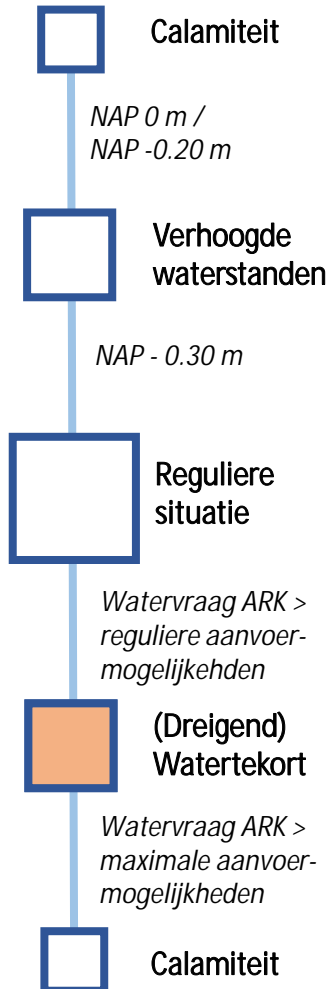 Calamiteit
NAP 0 m /
NAP -0.20 m
Verhoogde
waterstanden
NAP - 0.30 m
Reguliere
situatie
Watervraag ARK >
reguliere aanvoer-
mogelijkehden
(Dreigend)
Watertekort
Watervraag ARK >
maximale aanvoer-
mogelijkheden
Calamiteit